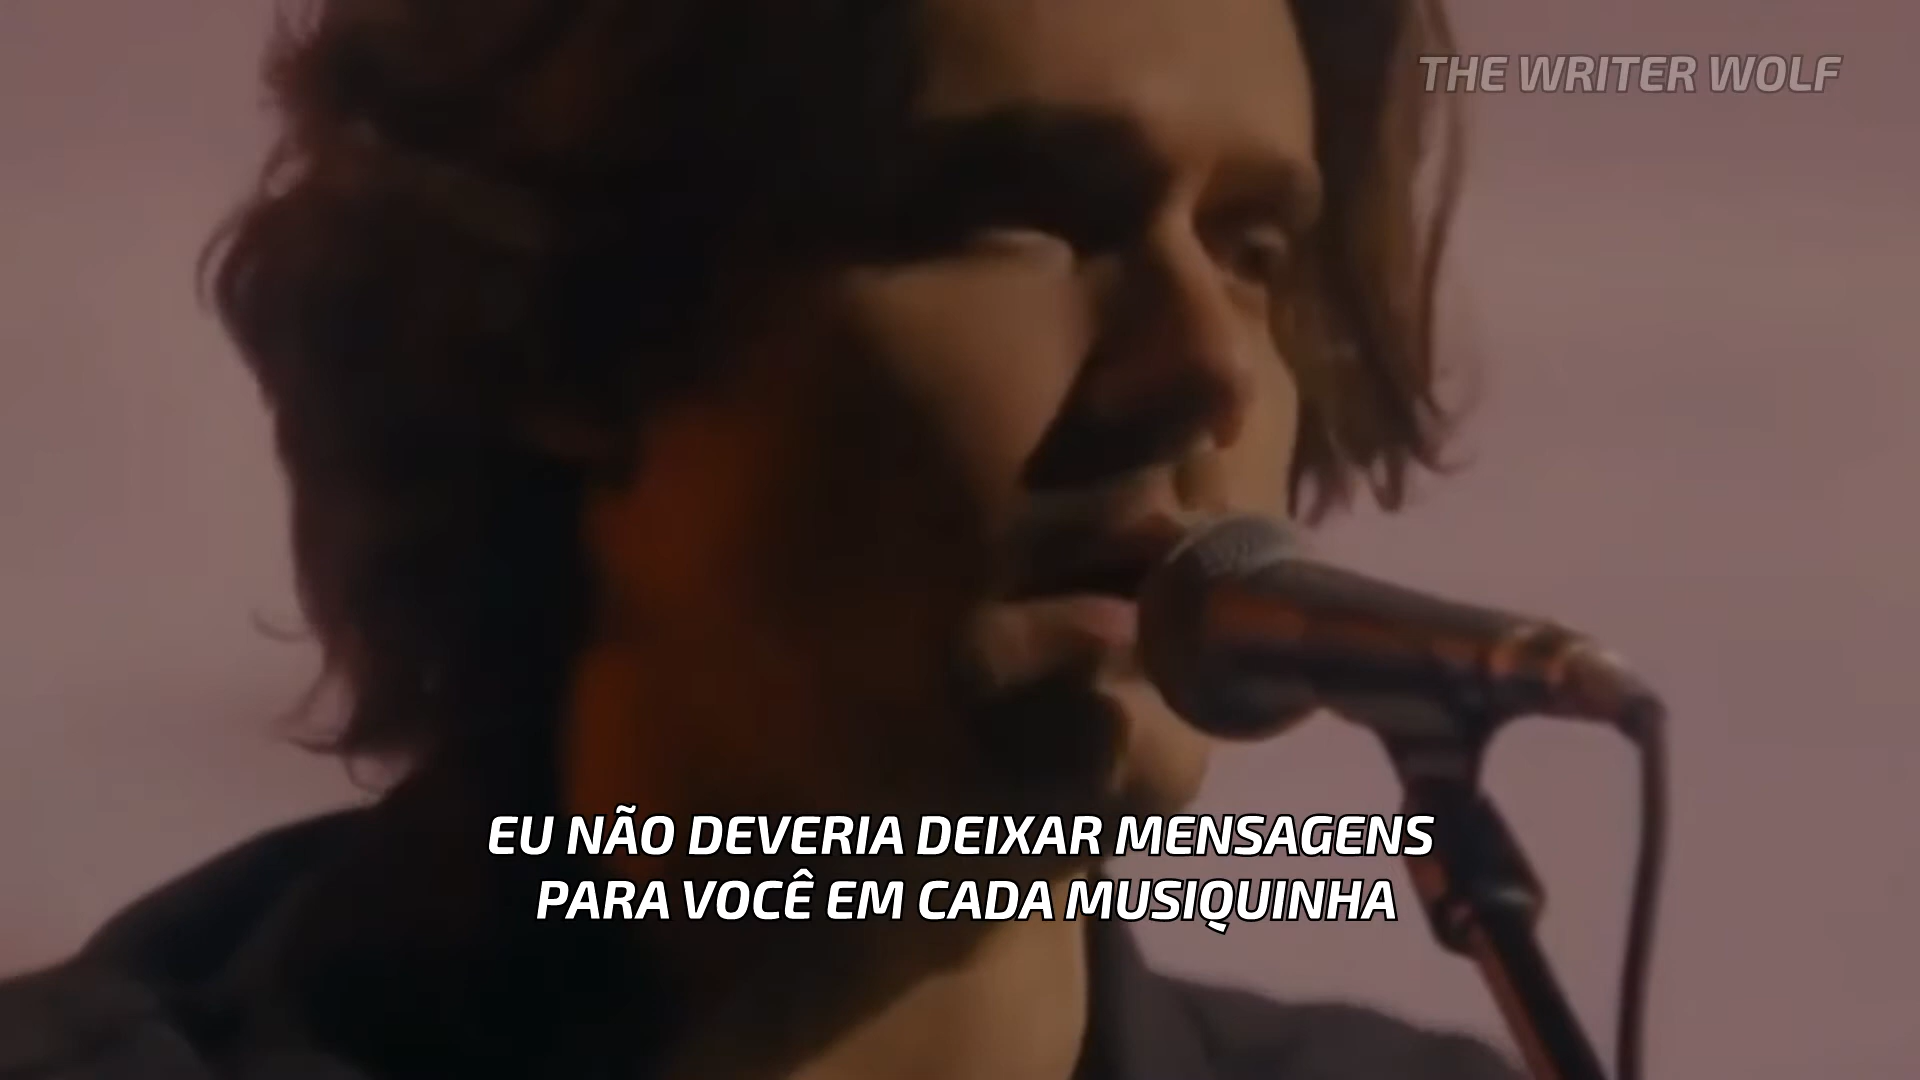 THE WRITER WOLF
EU NÃO DEVERIA DEIXAR MENSAGENS
PARA VOCÊ EM CADA MUSIQUINHA